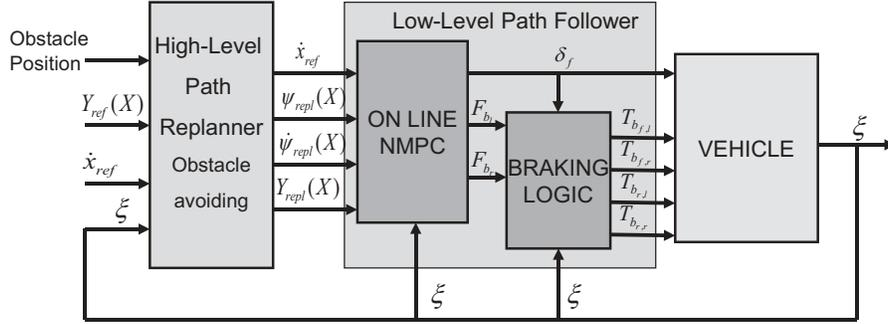 Obstacle
Position
Y_ref(X)
ẋ_ref
ξ
High-Level
Path
Replanner
Obstacle
avoiding
ẋ_ref
ψ_repl(X)
ψ̇_repl(X)
Y_repl(X)
Low-Level Path Follower
ON LINE
NMPC
δ_f
F_b_l
F_b_r
BRAKING
LOGIC
T_b_f,l
T_b_f,r
T_b_r,l
T_b_r,r
VEHICLE
ξ
ξ
ξ